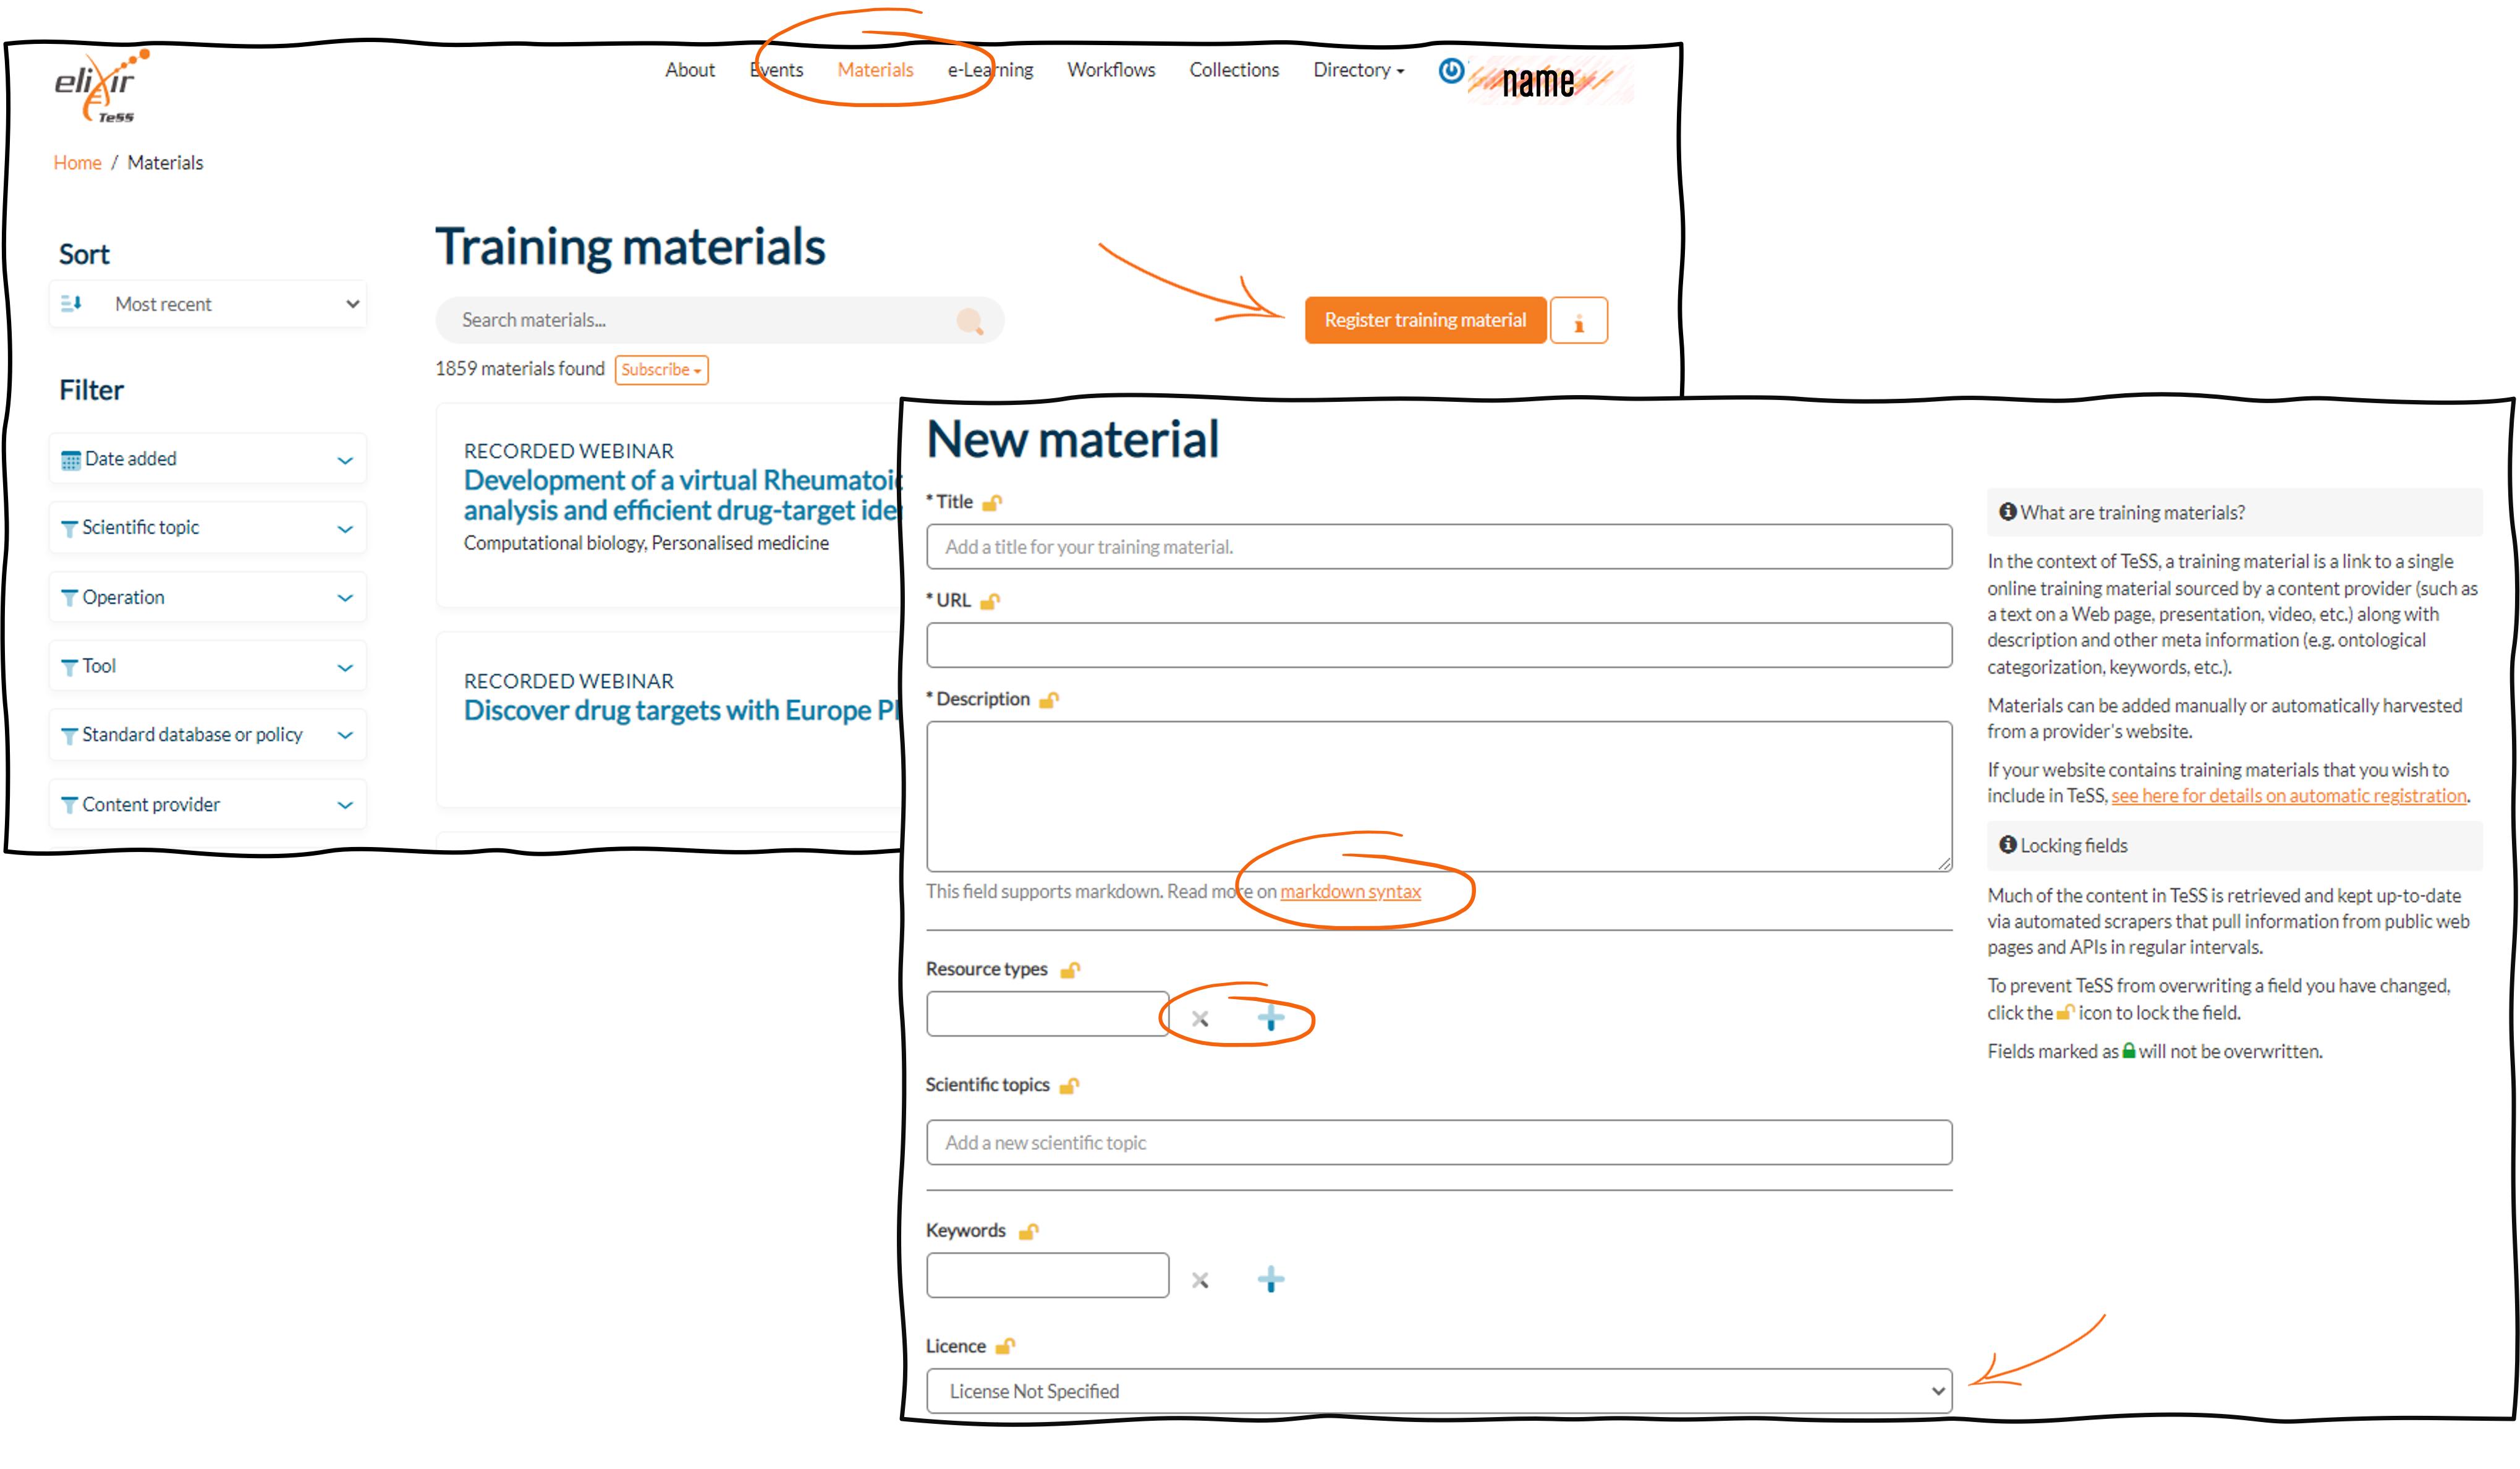 elixir
TeSS
About Events Materials e-Learning Workflows Collections Directory name
Home / Materials
Sort
Most recent
Filter
Date added
Scientific topic
Operation
Tool
Standard database or policy
Content provider
Training materials
Search materials...
Register training material
i
1859 materials found Subscribe
RECORDED WEBINAR
Development of a virtual Rheumatoid
analysis and efficient drug-target ide
Computational biology, Personalised medicine
RECORDED WEBINAR
Discover drug targets with Europe P
New material
* Title
Add a title for your training material.
* URL
* Description
This field supports markdown. Read more on markdown syntax
Resource types
Scientific topics
Add a new scientific topic
Keywords
Licence
License Not Specified
What are training materials?
In the context of TeSS, a training material is a link to a single
online training material sourced by a content provider (such as
a text on a Web page, presentation, video, etc.) along with
description and other meta information (e.g. ontological
categorization, keywords, etc.).
Materials can be added manually or automatically harvested
from a provider's website.
If your website contains training materials that you wish to
include in TeSS, see here for details on automatic registration.
Locking fields
Much of the content in TeSS is retrieved and kept up-to-date
via automated scrapers that pull information from public web
pages and APIs in regular intervals.
To prevent TeSS from overwriting a field you have changed,
click the icon to lock the field.
Fields marked as will not be overwritten.